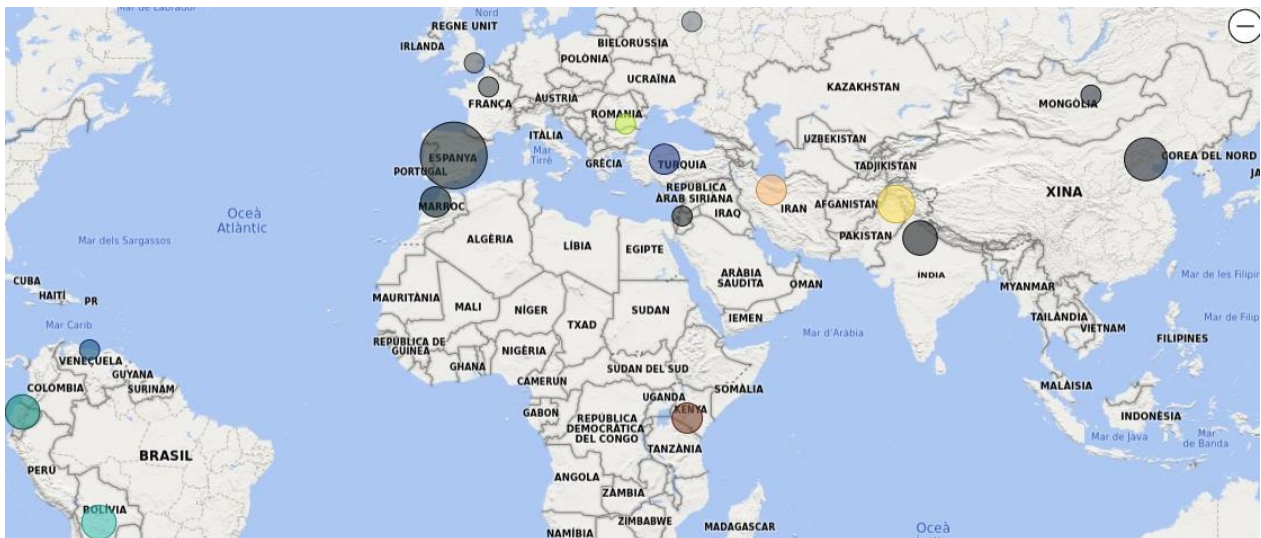 Mar de Labrador
Nord
REGNE UNIT
IRLANDA
BIELORÚSSIA
POLÒNIA
UCRAÏNA
KAZAKHSTAN
MONGÒLIA
ÀUSTRIA
FRANÇA
ROMANIA
ITÀLIA
UZBEKISTAN
Mar
Tirrè
GRÈCIA
ESPANYA
PORTUGAL
TURQUIA
TADJIKISTAN
COREA DEL NORD
JA
REPÚBLICA
ÀRAB SIRIANA
XINA
MARROC
IRAQ
IRAN
AFGANISTAN
Oceà
Atlàntic
Mar dels Sargassos
ALGÈRIA
LÍBIA
EGIPTE
PAKISTAN
ARÀBIA
SAUDITA
OMAN
ÍNDIA
MYANMAR
Mar de les Filipin
CUBA
HAITÍ
PR
MAURITÀNIA
MALI
NÍGER
TXAD
SUDAN
IEMEN
TAILÀNDIA
VIETNAM
Mar de Filip
Mar Carib
Mar d'Aràbia
FILIPINES
REPÚBLICA DE
GUINEA
GHANA
NIGÈRIA
VENEÇUELA
GUYANA
SURINAM
COLÒMBIA
CAMERUN
SUDAN DEL SUD
SOMÀLIA
MALÀISIA
UGANDA
KENYA
GABON
REPÚBLICA
DEMOCRÀTICA
DEL CONGO
INDONÈSIA
Mar de Java
Mar
de Banda
BRASIL
PERÚ
TANZÀNIA
ANGOLA
ZÀMBIA
BOLÍVIA
ZIMBABWE
NAMÍBIA
MADAGASCAR
Oceà